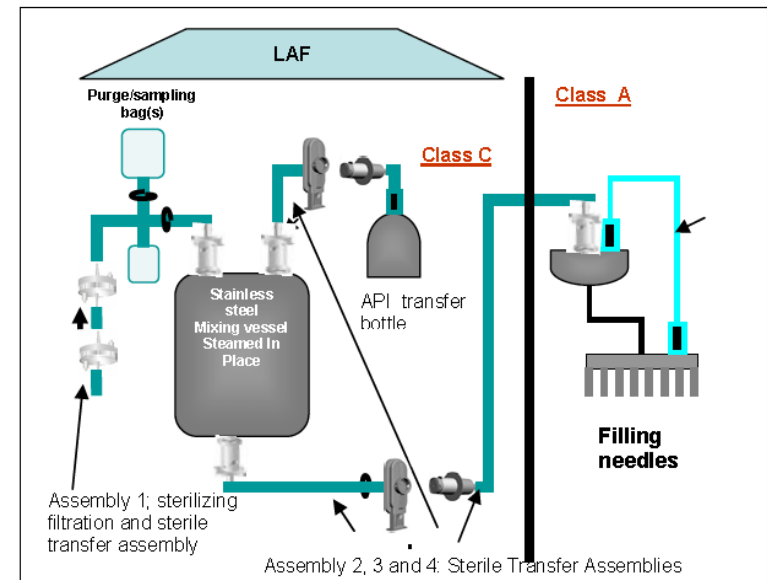 LAF
Purge/sampling
bag(s)
Class A
Class C
API transfer
bottle
Stainless
steel
Mixing vessel
Steamed In
Place
Filling
needles
Assembly 1; sterilizing
filtration and sterile
transfer assembly
Assembly 2, 3 and 4: Sterile Transfer Assemblies